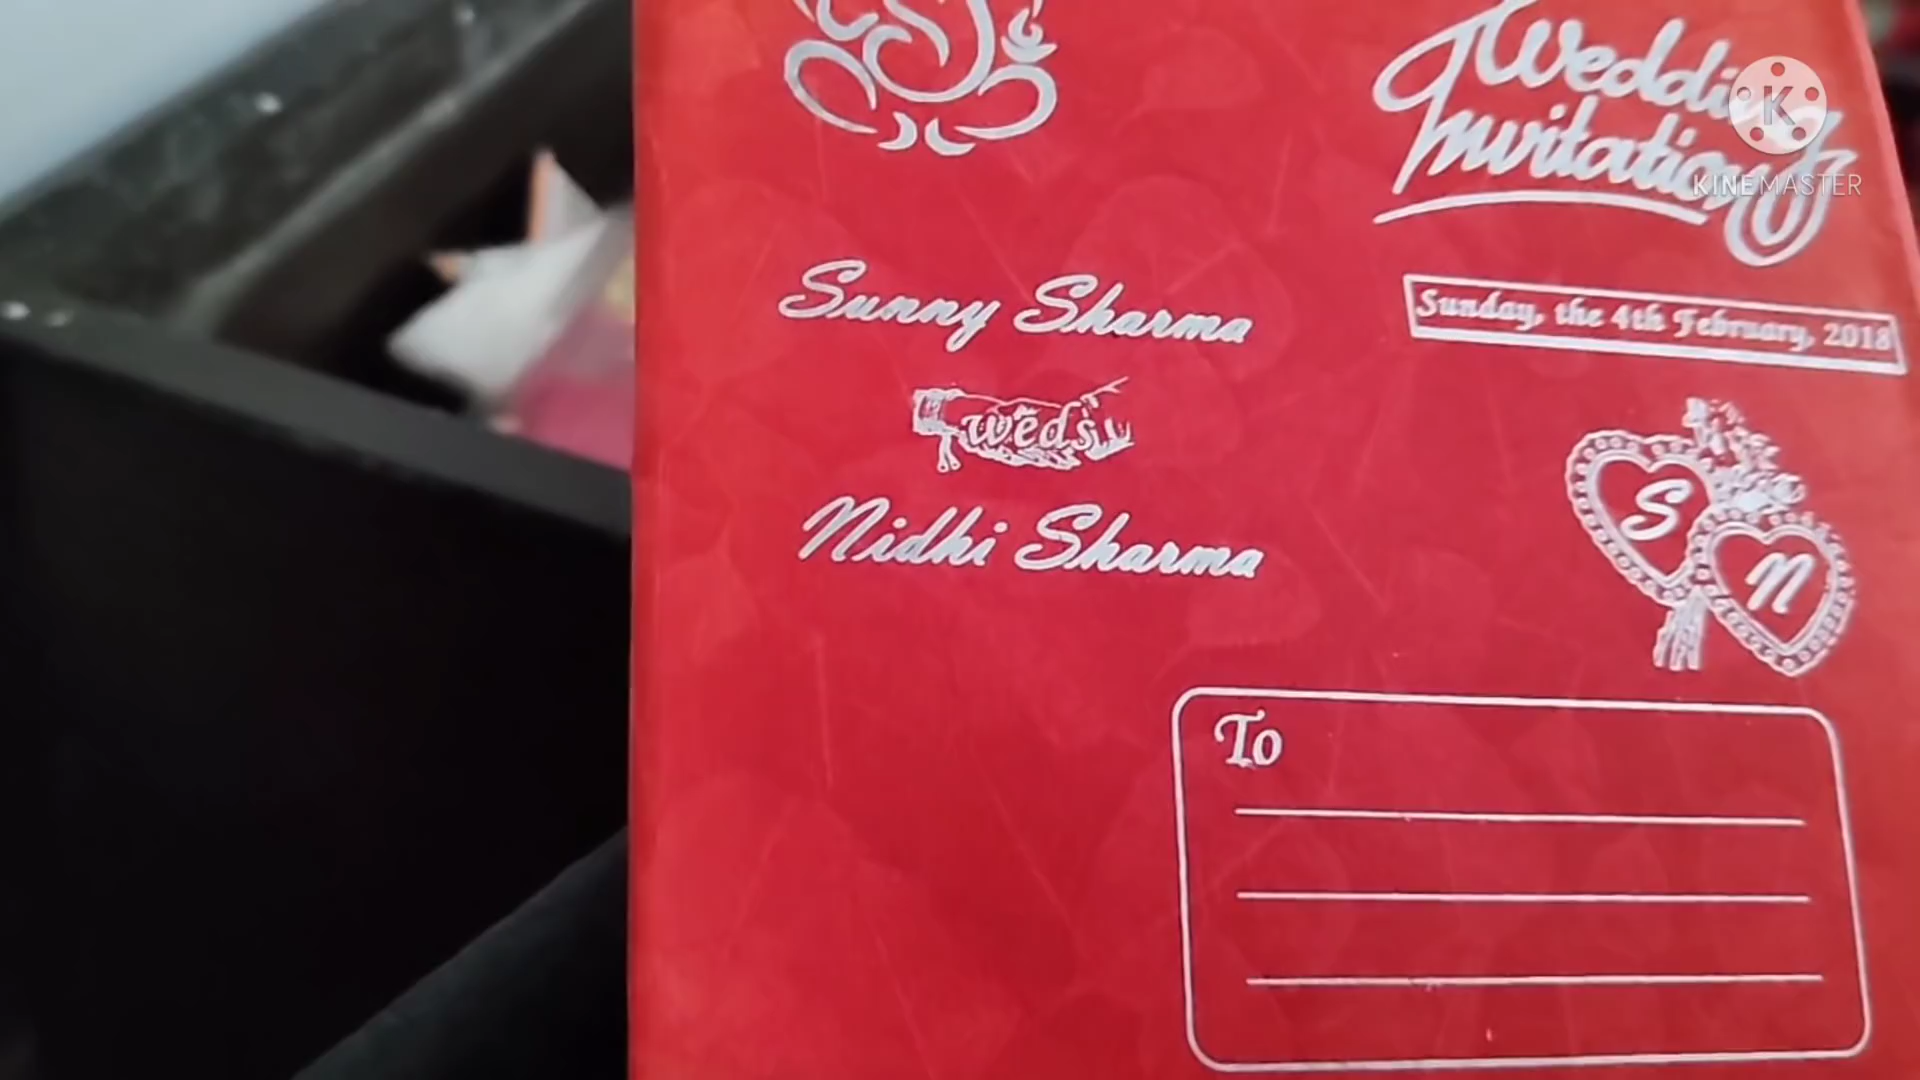 Wedding
Invitation
Sunday, the 4th February, 2018
Sunny Sharma
weds
Nidhi Sharma
S
N
To
K
KINEMASTER